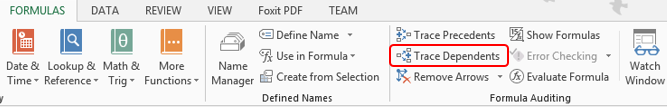 FORMULAS DATA REVIEW VIEW Foxit PDF TEAM
Date & Time
Lookup & Reference
Math & Trig
More Functions
Name Manager
Define Name
Use in Formula
Create from Selection
Defined Names
Trace Precedents
Trace Dependents
Remove Arrows
Show Formulas
Error Checking
Evaluate Formula
Formula Auditing
Watch Window